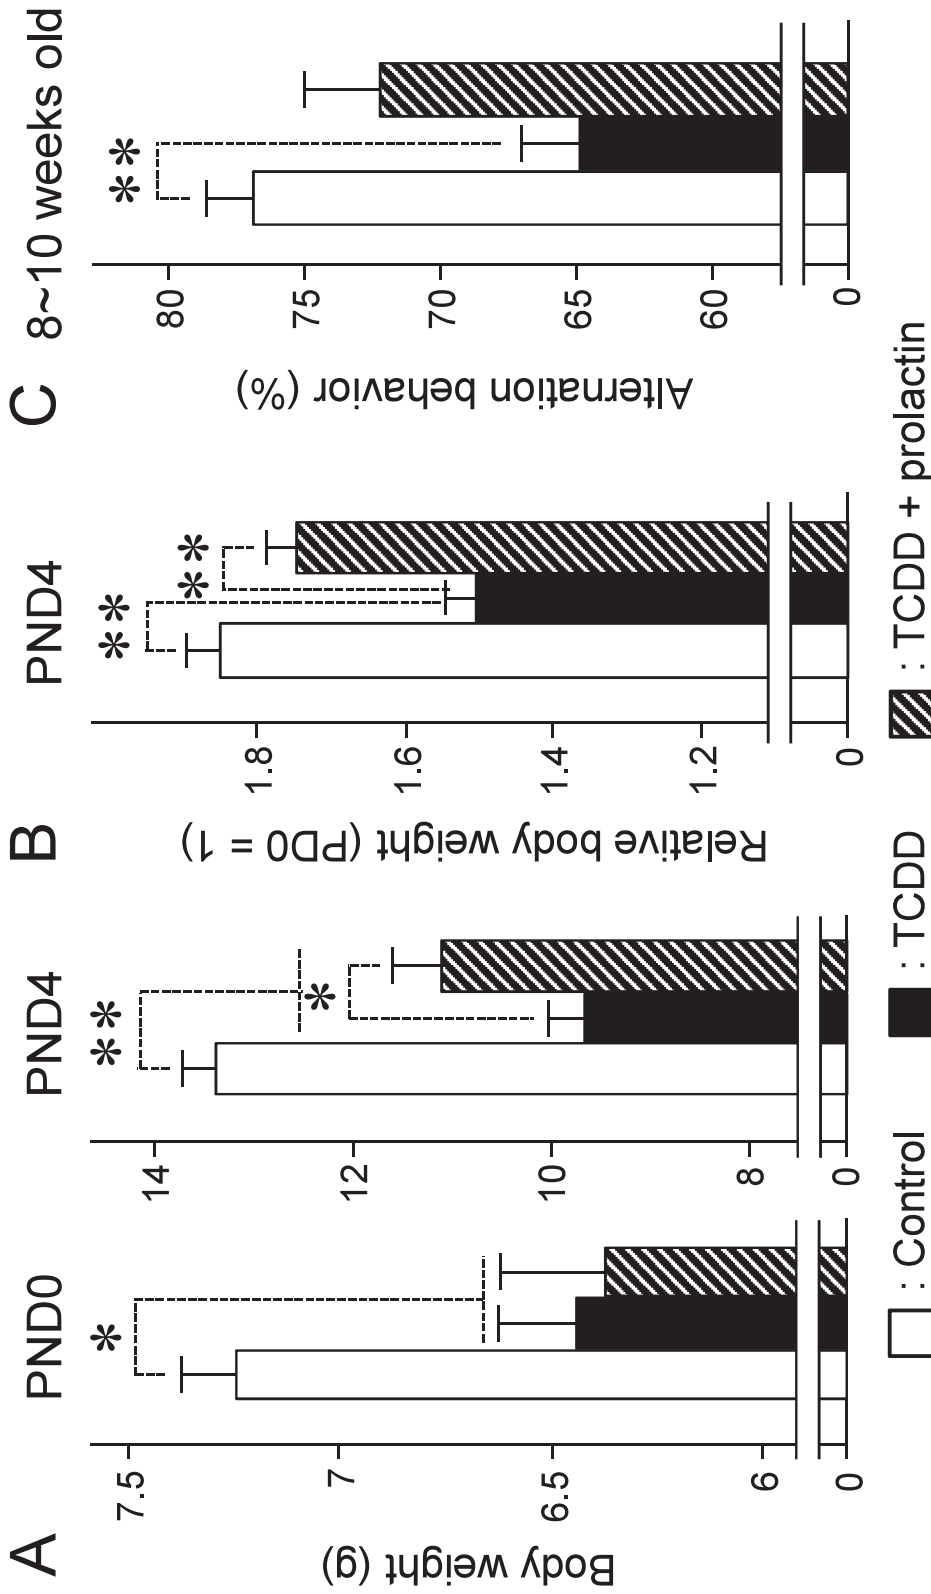 A
PND0
PND4
Body weight (g)
7.5
7
6.5
6
0
*
14
12
10
8
0
**
*
B
PND4
Relative body weight (PD0 = 1)
1.8
1.6
1.4
1.2
0
**
**
C
8~10 weeks old
Alternation behavior (%)
80
75
70
65
60
0
**
: Control
: TCDD
: TCDD + prolactin